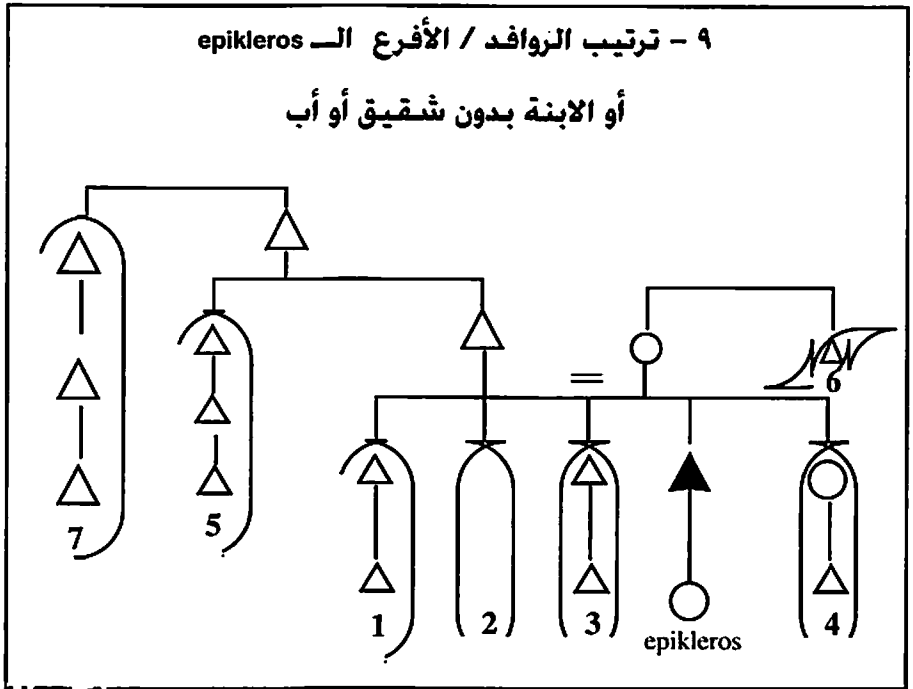 ٩ - ترتيب الزوافد / الأفرع الـ epikleros
أو الابنة بدون شقيق أو أب
6
7
5
1
2
3
epikleros
4